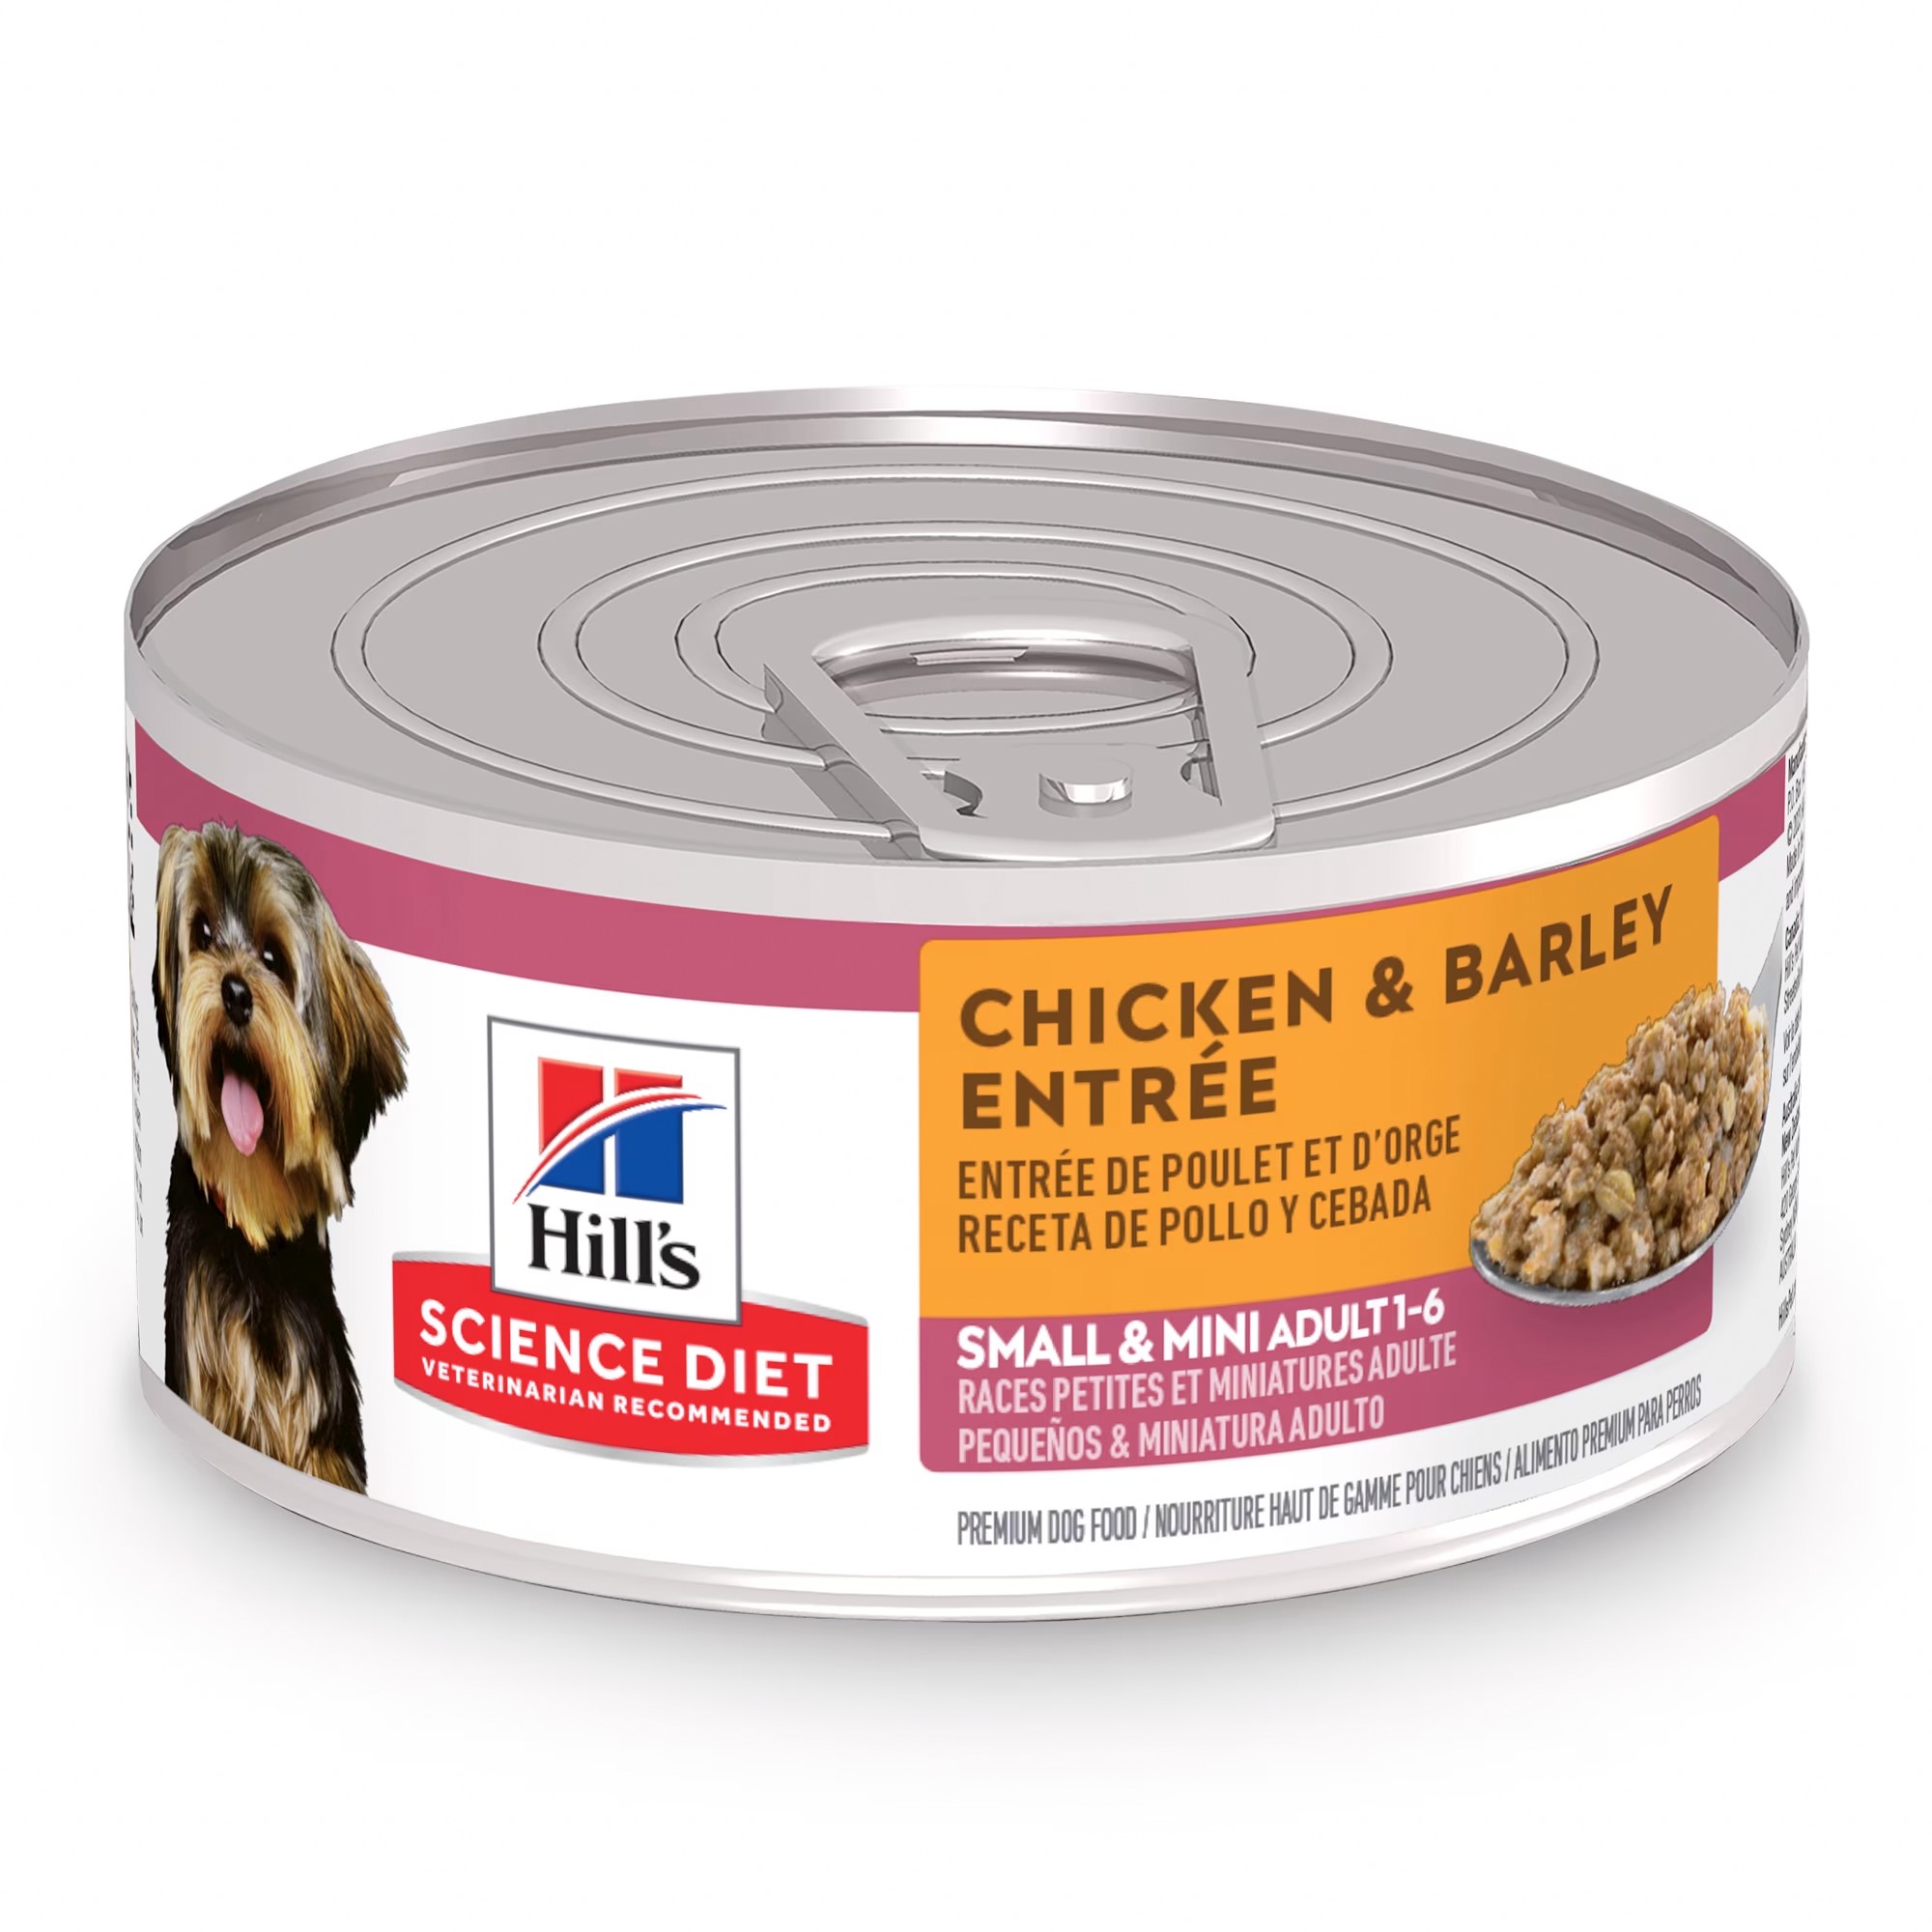 Hill's
SCIENCE DIET
VETERINARIAN RECOMMENDED
CHICKEN & BARLEY
ENTRÉE
ENTRÉE DE POULET ET D'ORGE
RECETA DE POLLO Y CEBADA
SMALL & MINI ADULT 1-6
RACES PETITES ET MINIATURES ADULTE
PEQUEÑOS & MINIATURA ADULTO
PREMIUM DOG FOOD / NOURRITURE HAUT DE GAMME POUR CHIENS / ALIMENTO PREMIUM PARA PERROS